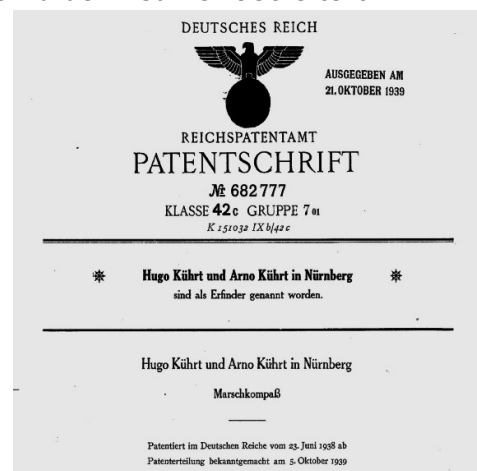 DEUTSCHES REICH
AUSGEGEBEN AM
21. OKTOBER 1939
REICHSPATENTAMT
PATENTSCHRIFT
№ 682777
KLASSE 42c GRUPPE 7 01
K 151032 IX b/42 c
Hugo Kührt und Arno Kührt in Nürnberg
sind als Erfinder genannt worden.
Hugo Kührt und Arno Kührt in Nürnberg
Marschkompaß
Patentiert im Deutschen Reiche vom 23. Juni 1938 ab
Patenterteilung bekanntgemacht am 5. Oktober 1939